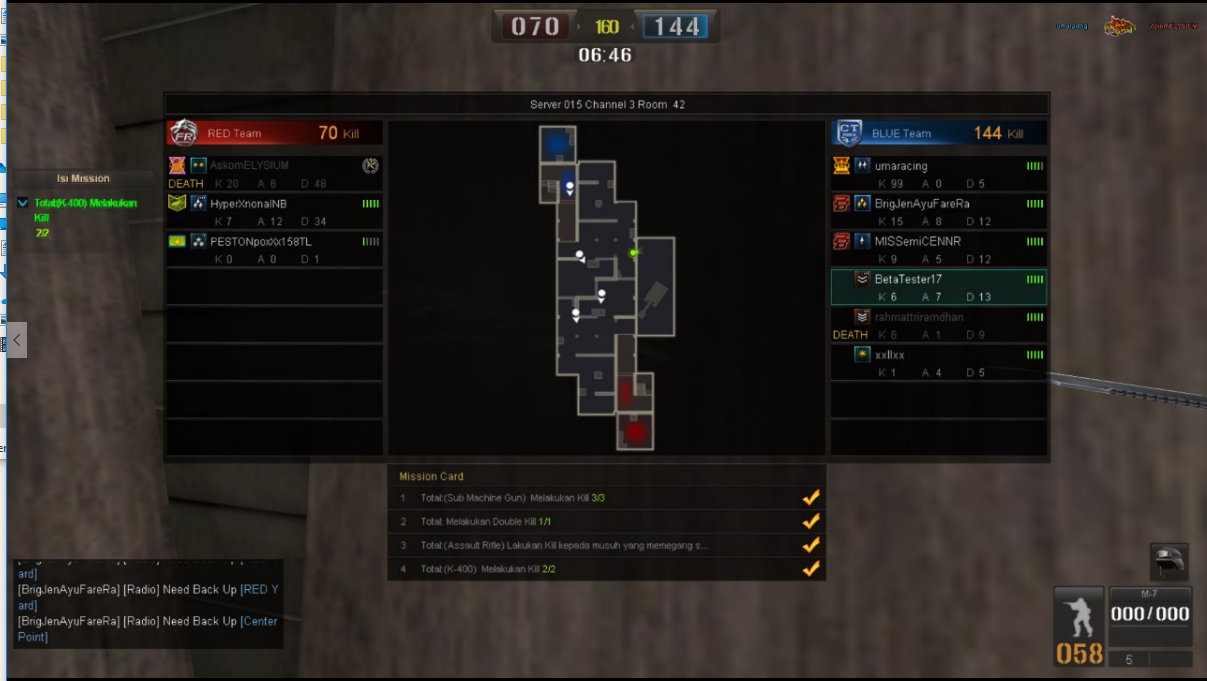 070 160 144
06:46
umaracing AskomELYSIUM
Server 015 Channel 3 Room 42
FR RED Team 70 Kill
AskomELYSIUM
DEATH K 20 A 6 D 48
HyperXnonaINB
K 7 A 12 D 34
PESTONpoxXx158TL
K 0 A 0 D 1
CT BLUE Team 144 Kill
umaracing
K 99 A 0 D 5
BrigJenAyuFareRa
K 15 A 8 D 12
MISSemiCENNR
K 9 A 5 D 12
BetaTester17
K 6 A 7 D 13
rahmattriramdhan
DEATH K 6 A 1 D 9
xxllxx
K 1 A 4 D 5
Isi Mission
Total:(K-400) Melakukan
Kill
2/2
Mission Card
1 Total:(Sub Machine Gun) Melakukan Kill 3/3
2 Total: Melakukan Double Kill 1/1
3 Total:(Assault Rifle) Lakukan Kill kepada musuh yang memegang s...
4 Total:(K-400) Melakukan Kill 2/2
ard]
[BrigJenAyuFareRa] [Radio] Need Back Up [RED Y
ard]
[BrigJenAyuFareRa] [Radio] Need Back Up [Center
Point]
M-7
000/000
058
5